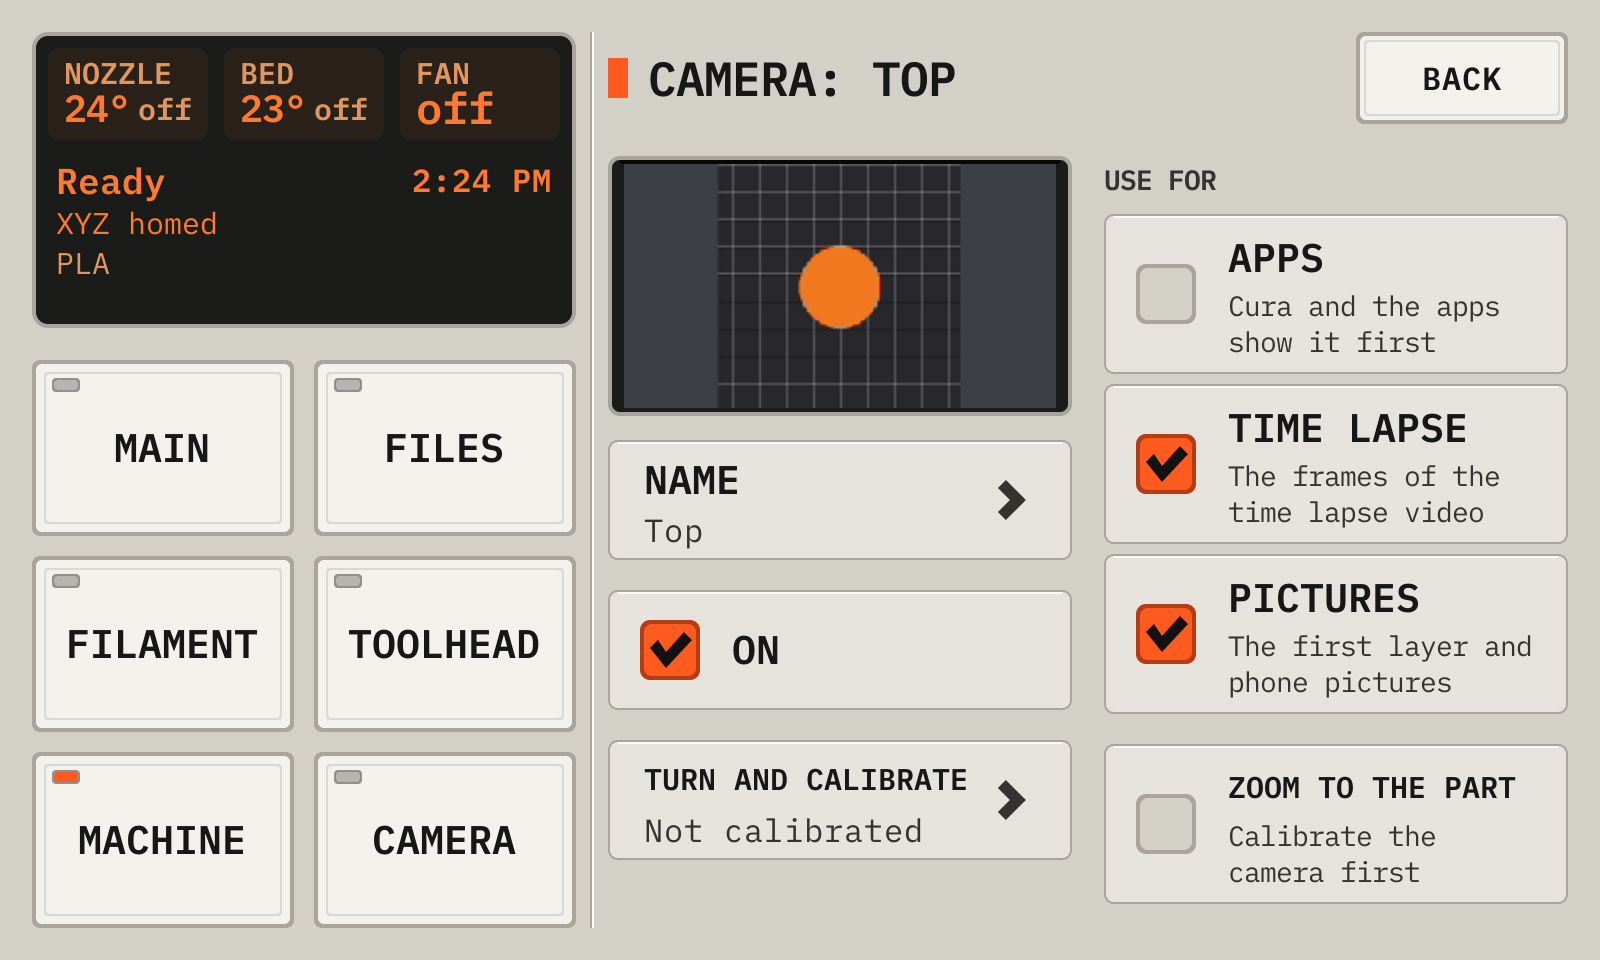 NOZZLE
24° off
BED
23° off
FAN
off
Ready
2:24 PM
XYZ homed
PLA
MAIN
FILES
FILAMENT
TOOLHEAD
MACHINE
CAMERA
CAMERA: TOP
BACK
NAME
Top
ON
TURN AND CALIBRATE
Not calibrated
USE FOR
APPS
Cura and the apps
show it first
TIME LAPSE
The frames of the
time lapse video
PICTURES
The first layer and
phone pictures
ZOOM TO THE PART
Calibrate the
camera first